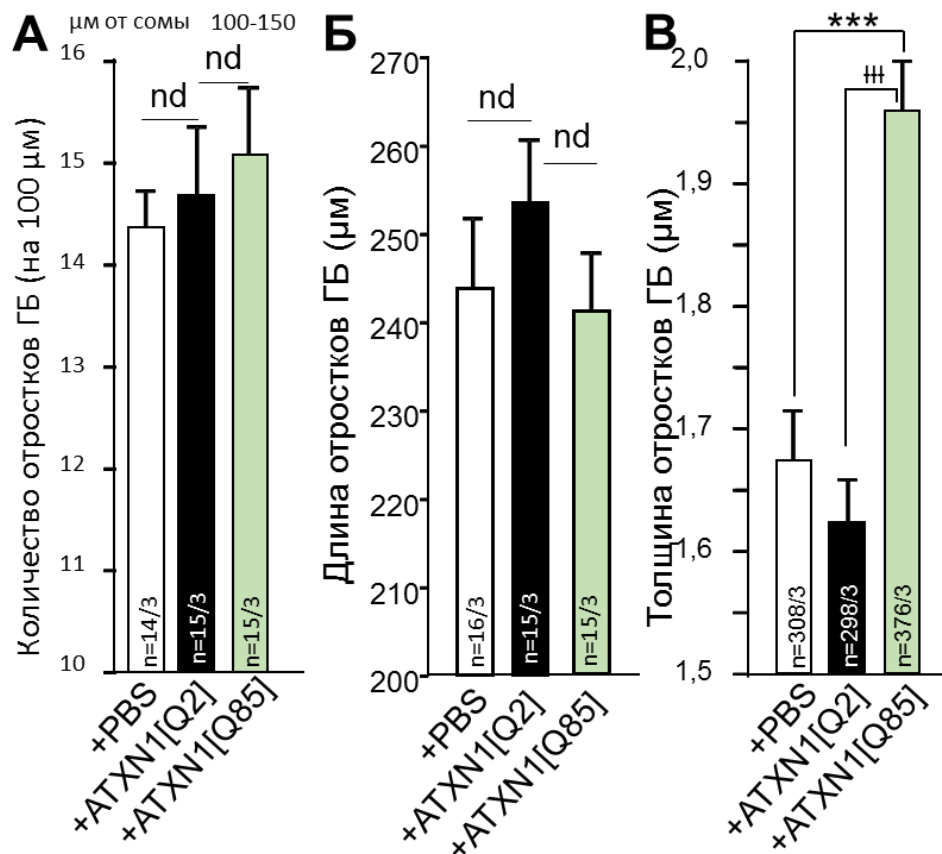 А
μм от сомы 100-150
Количество отростков ГБ (на 100 μм)
16
15
14
13
12
11
10
nd
nd
n=14/3
n=15/3
n=15/3
+PBS
+ATXN1[Q2]
+ATXN1[Q85]
Б
Длина отростков ГБ (μм)
270
260
250
240
230
220
210
200
nd
nd
n=16/3
n=15/3
n=15/3
+PBS
+ATXN1[Q2]
+ATXN1[Q85]
В
Толщина отростков ГБ (μм)
2,0
1,9
1,8
1,7
1,6
1,5
***
ƗƗƗ
n=308/3
n=298/3
n=376/3
+PBS
+ATXN1[Q2]
+ATXN1[Q85]